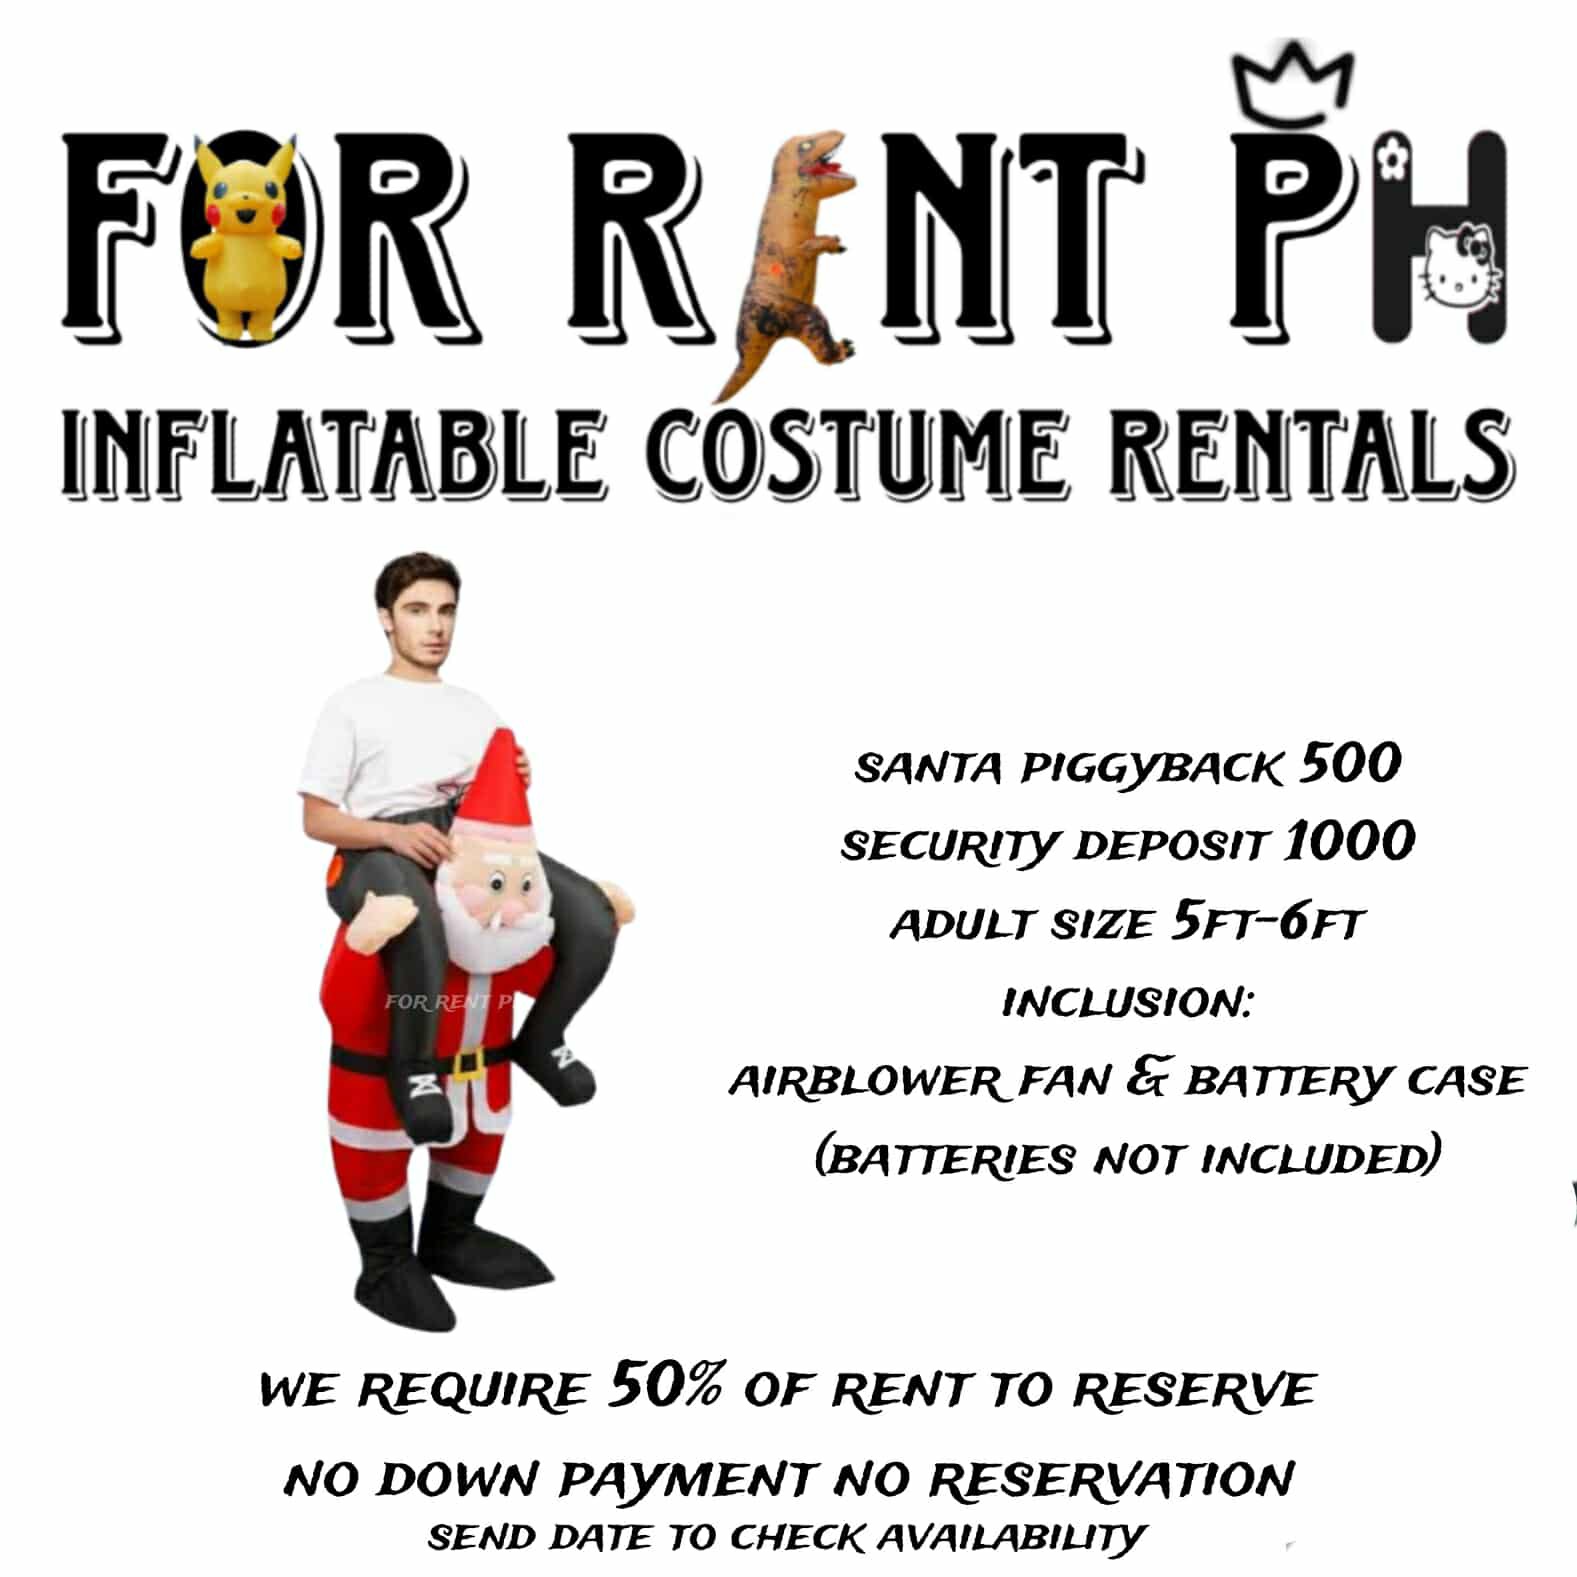 FOR RENT PH
INFLATABLE COSTUME RENTALS
SANTA PIGGYBACK 500
SECURITY DEPOSIT 1000
ADULT SIZE 5FT-6FT
INCLUSION:
AIRBLOWER FAN & BATTERY CASE
(BATTERIES NOT INCLUDED)
FOR RENT P
WE REQUIRE 50% OF RENT TO RESERVE
NO DOWN PAYMENT NO RESERVATION
SEND DATE TO CHECK AVAILABILITY